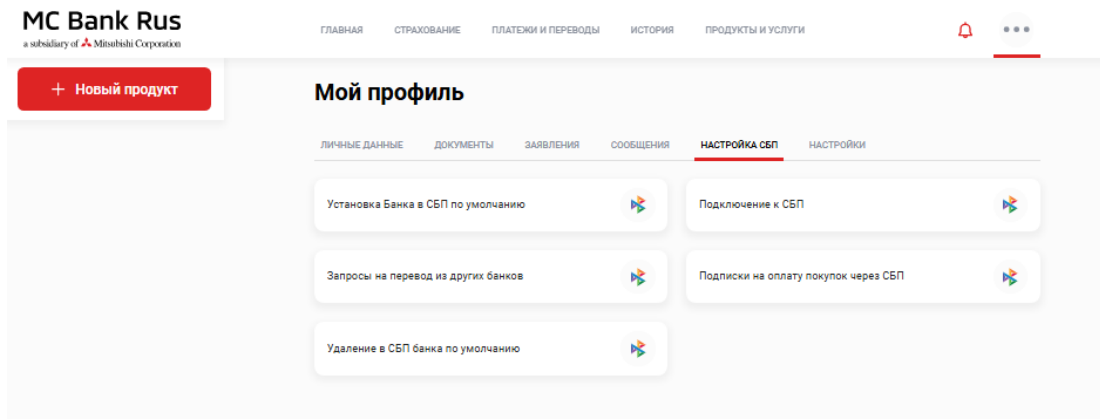 MC Bank Rus
a subsidiary of Mitsubishi Corporation
ГЛАВНАЯ СТРАХОВАНИЕ ПЛАТЕЖИ И ПЕРЕВОДЫ ИСТОРИЯ ПРОДУКТЫ И УСЛУГИ
+ Новый продукт
Мой профиль
ЛИЧНЫЕ ДАННЫЕ ДОКУМЕНТЫ ЗАЯВЛЕНИЯ СООБЩЕНИЯ НАСТРОЙКА СБП НАСТРОЙКИ
Установка Банка в СБП по умолчанию
Подключение к СБП
Запросы на перевод из других банков
Подписки на оплату покупок через СБП
Удаление в СБП банка по умолчанию